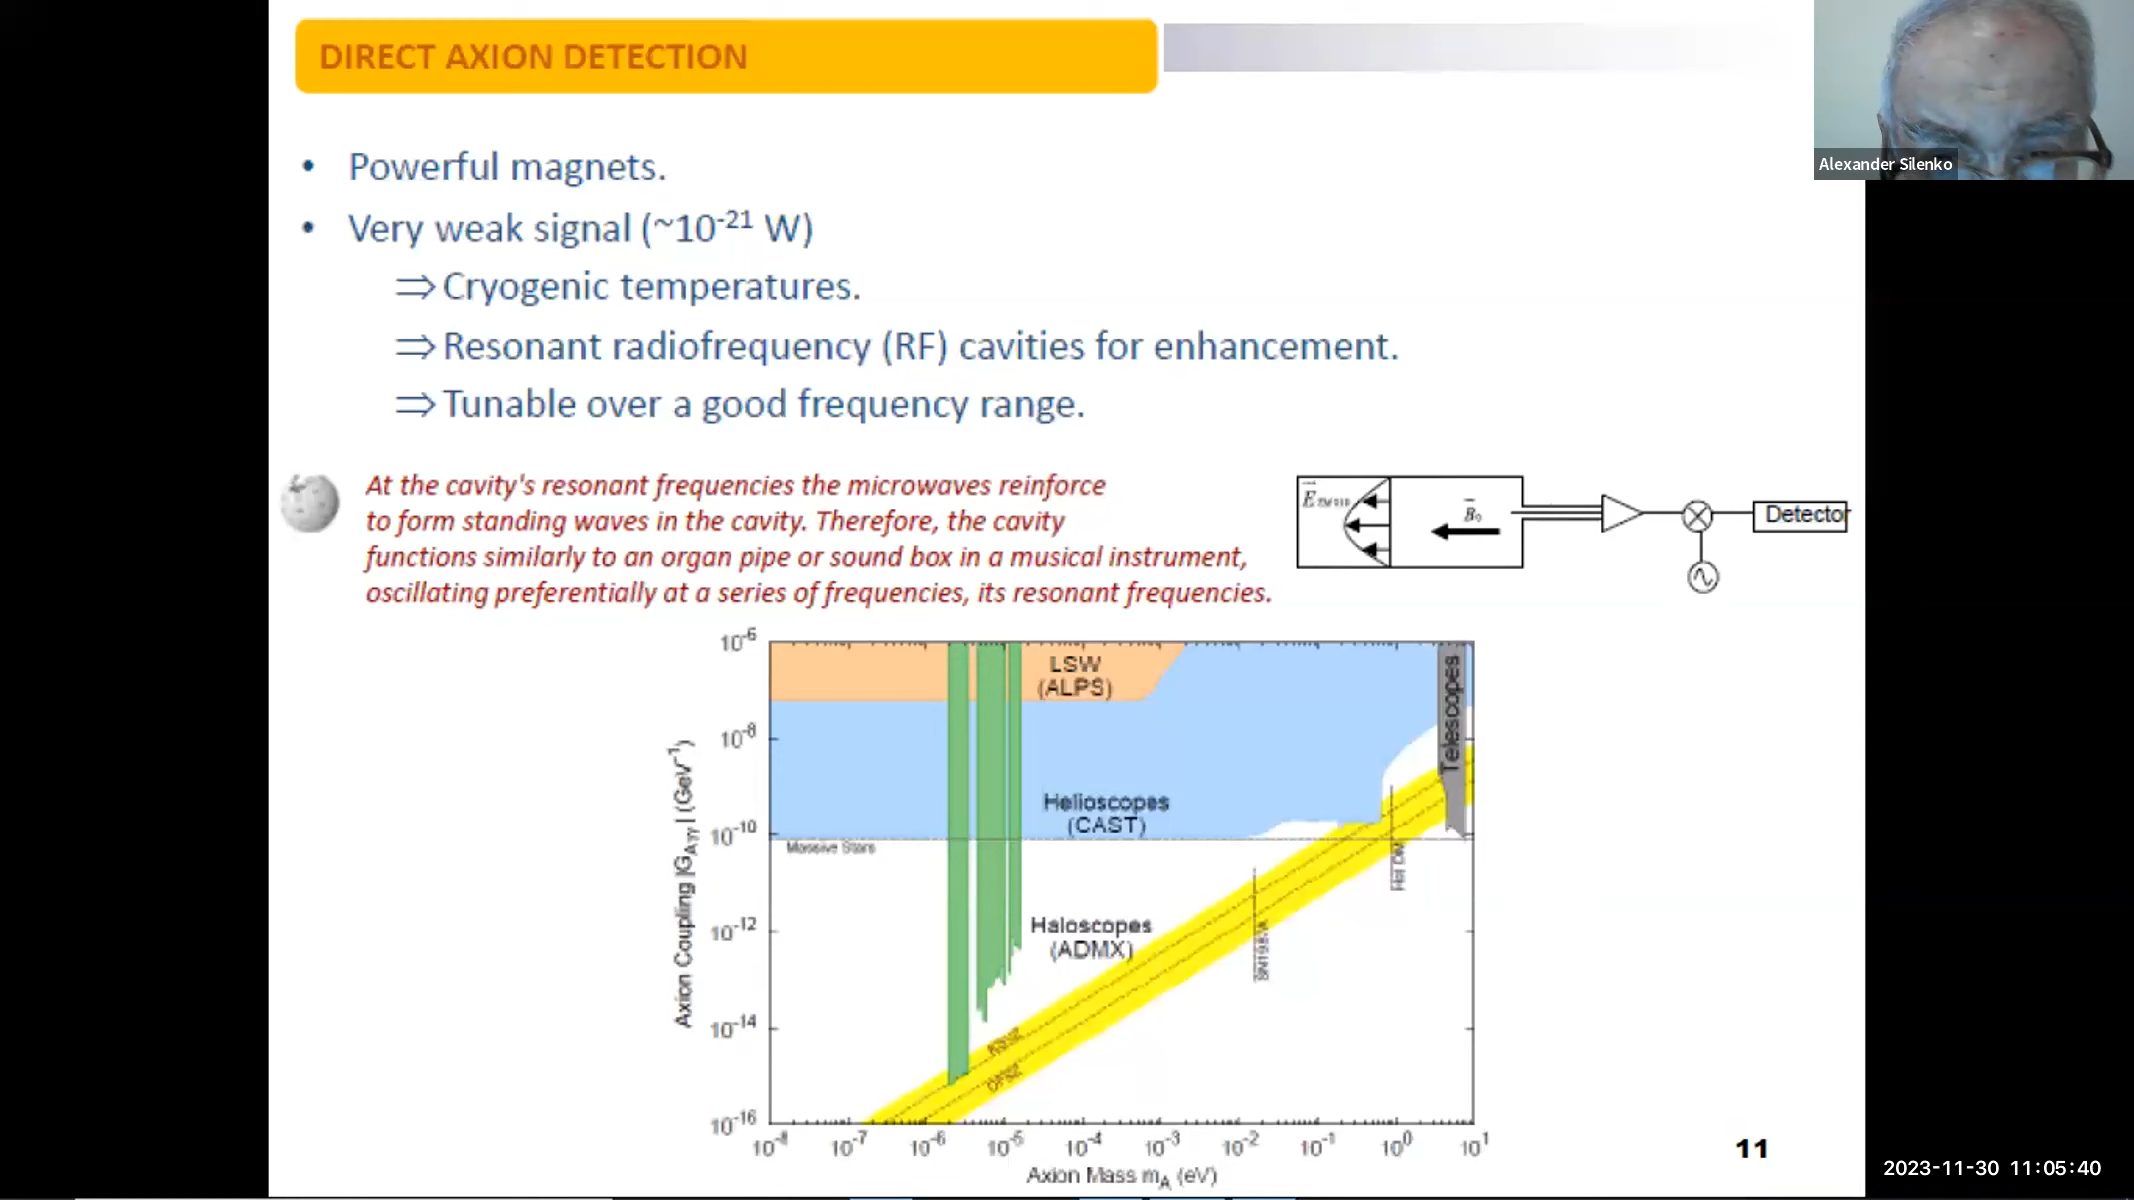 DIRECT AXION DETECTION
Alexander Silenko
• Powerful magnets.
• Very weak signal (~10⁻²¹ W)
⇒ Cryogenic temperatures.
⇒ Resonant radiofrequency (RF) cavities for enhancement.
⇒ Tunable over a good frequency range.
At the cavity's resonant frequencies the microwaves reinforce
to form standing waves in the cavity. Therefore, the cavity
functions similarly to an organ pipe or sound box in a musical instrument,
oscillating preferentially at a series of frequencies, its resonant frequencies.
E TM010
B₀
Detector
10⁻⁶
10⁻⁸
10⁻¹⁰
10⁻¹²
10⁻¹⁴
10⁻¹⁶
Axion Coupling |G_Aγγ| (GeV⁻¹)
LSW
(ALPS)
Helioscopes
(CAST)
Telescopes
Massive Stars
Haloscopes
(ADMX)
KSVZ
DFSZ
10⁻⁸ 10⁻⁷ 10⁻⁶ 10⁻⁵ 10⁻⁴ 10⁻³ 10⁻² 10⁻¹ 10⁰ 10¹
Axion Mass m_A (eV)
11
2023-11-30 11:05:40